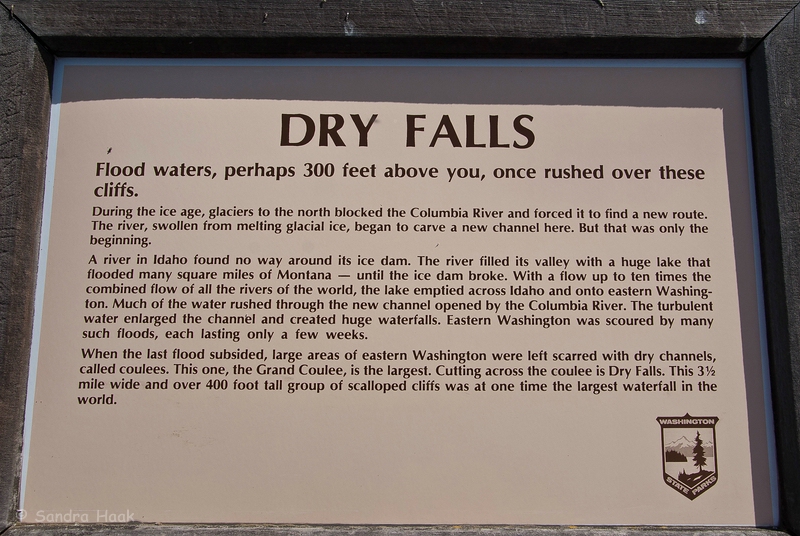 DRY FALLS
Flood waters, perhaps 300 feet above you, once rushed over these
cliffs.
During the ice age, glaciers to the north blocked the Columbia River and forced it to find a new route.
The river, swollen from melting glacial ice, began to carve a new channel here. But that was only the
beginning.
A river in Idaho found no way around its ice dam. The river filled its valley with a huge lake that
flooded many square miles of Montana — until the ice dam broke. With a flow up to ten times the
combined flow of all the rivers of the world, the lake emptied across Idaho and onto eastern Washing-
ton. Much of the water rushed through the new channel opened by the Columbia River. The turbulent
water enlarged the channel and created huge waterfalls. Eastern Washington was scoured by many
such floods, each lasting only a few weeks.
When the last flood subsided, large areas of eastern Washington were left scarred with dry channels,
called coulees. This one, the Grand Coulee, is the largest. Cutting across the coulee is Dry Falls. This 3½
mile wide and over 400 foot tall group of scalloped cliffs was at one time the largest waterfall in the
world.
WASHINGTON
STATE PARKS
© Sandra Haak